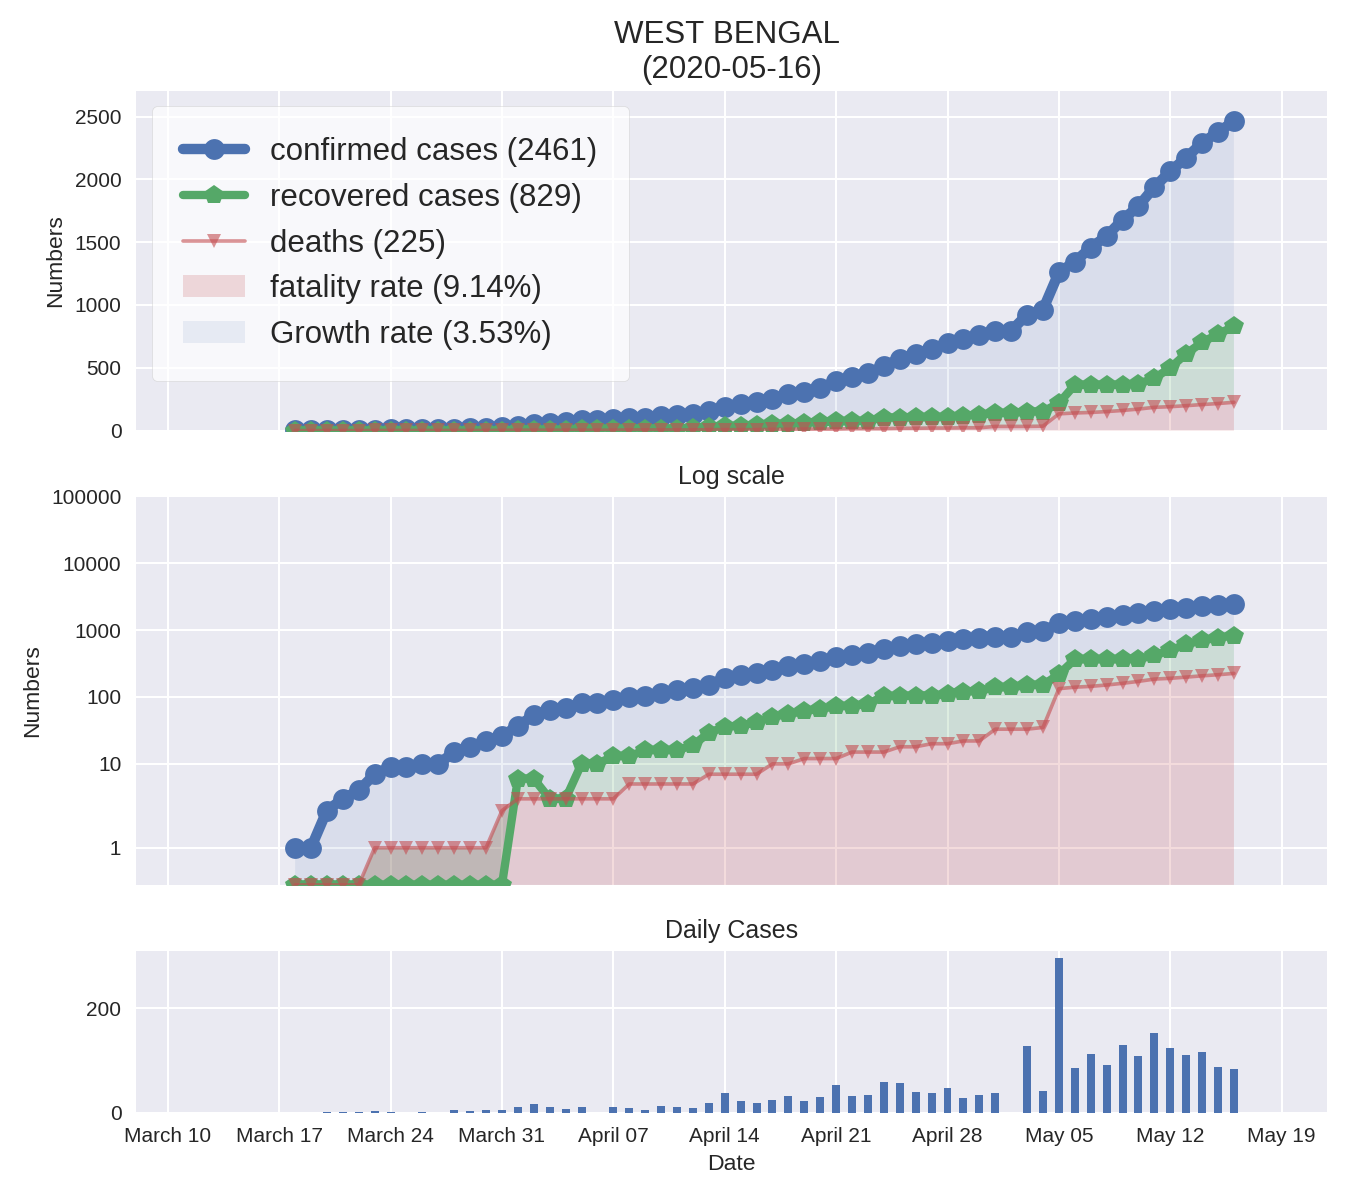 WEST BENGAL
(2020-05-16)
2500
2000
1500
1000
500
0
Numbers
confirmed cases (2461)
recovered cases (829)
deaths (225)
fatality rate (9.14%)
Growth rate (3.53%)
Log scale
100000
10000
1000
100
10
1
Numbers
Daily Cases
200
0
March 10 March 17 March 24 March 31 April 07 April 14 April 21 April 28 May 05 May 12 May 19
Date